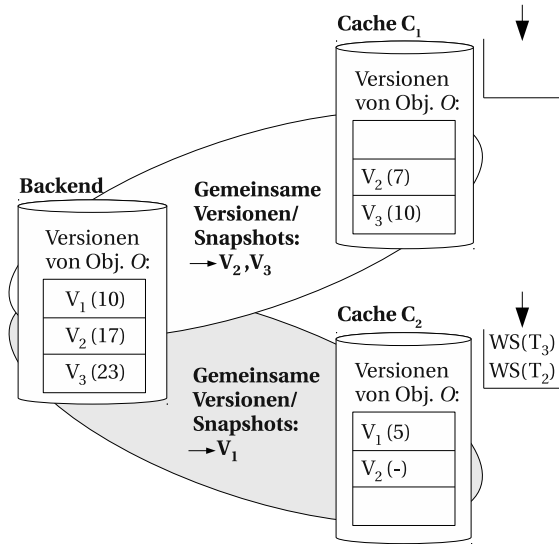 Cache C₁
Versionen
von Obj. O:
V₂ (7)
V₃ (10)
Backend
Versionen
von Obj. O:
V₁ (10)
V₂ (17)
V₃ (23)
Gemeinsame
Versionen/
Snapshots:
→V₂,V₃
Cache C₂
WS(T₃)
WS(T₂)
Versionen
von Obj. O:
V₁ (5)
V₂ (-)
Gemeinsame
Versionen/
Snapshots:
→V₁